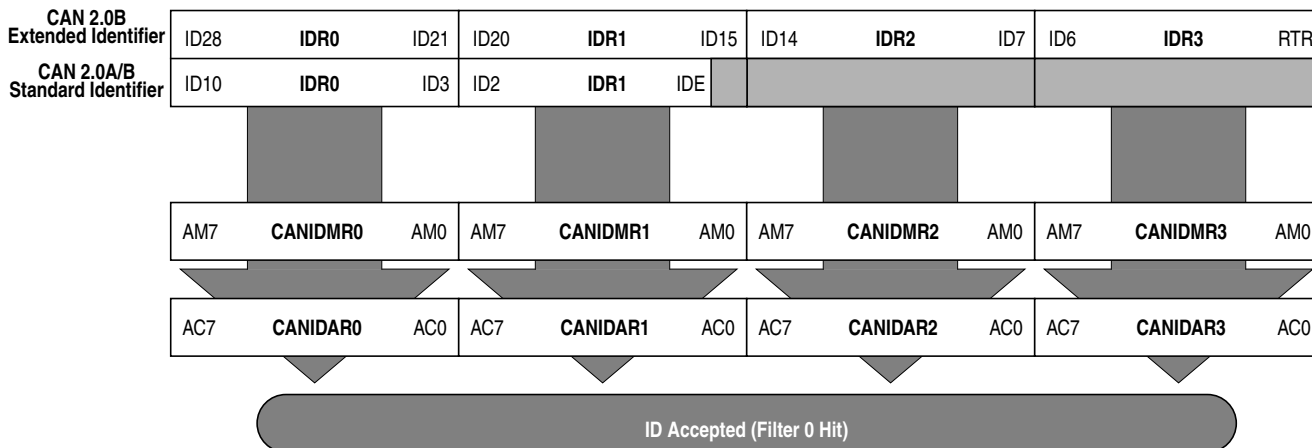 CAN 2.0B
Extended Identifier ID28 IDR0 ID21 ID20 IDR1 ID15 ID14 IDR2 ID7 ID6 IDR3 RTR
CAN 2.0A/B
Standard Identifier ID10 IDR0 ID3 ID2 IDR1 IDE
AM7 CANIDMR0 AM0 AM7 CANIDMR1 AM0 AM7 CANIDMR2 AM0 AM7 CANIDMR3 AM0
AC7 CANIDAR0 AC0 AC7 CANIDAR1 AC0 AC7 CANIDAR2 AC0 AC7 CANIDAR3 AC0
ID Accepted (Filter 0 Hit)